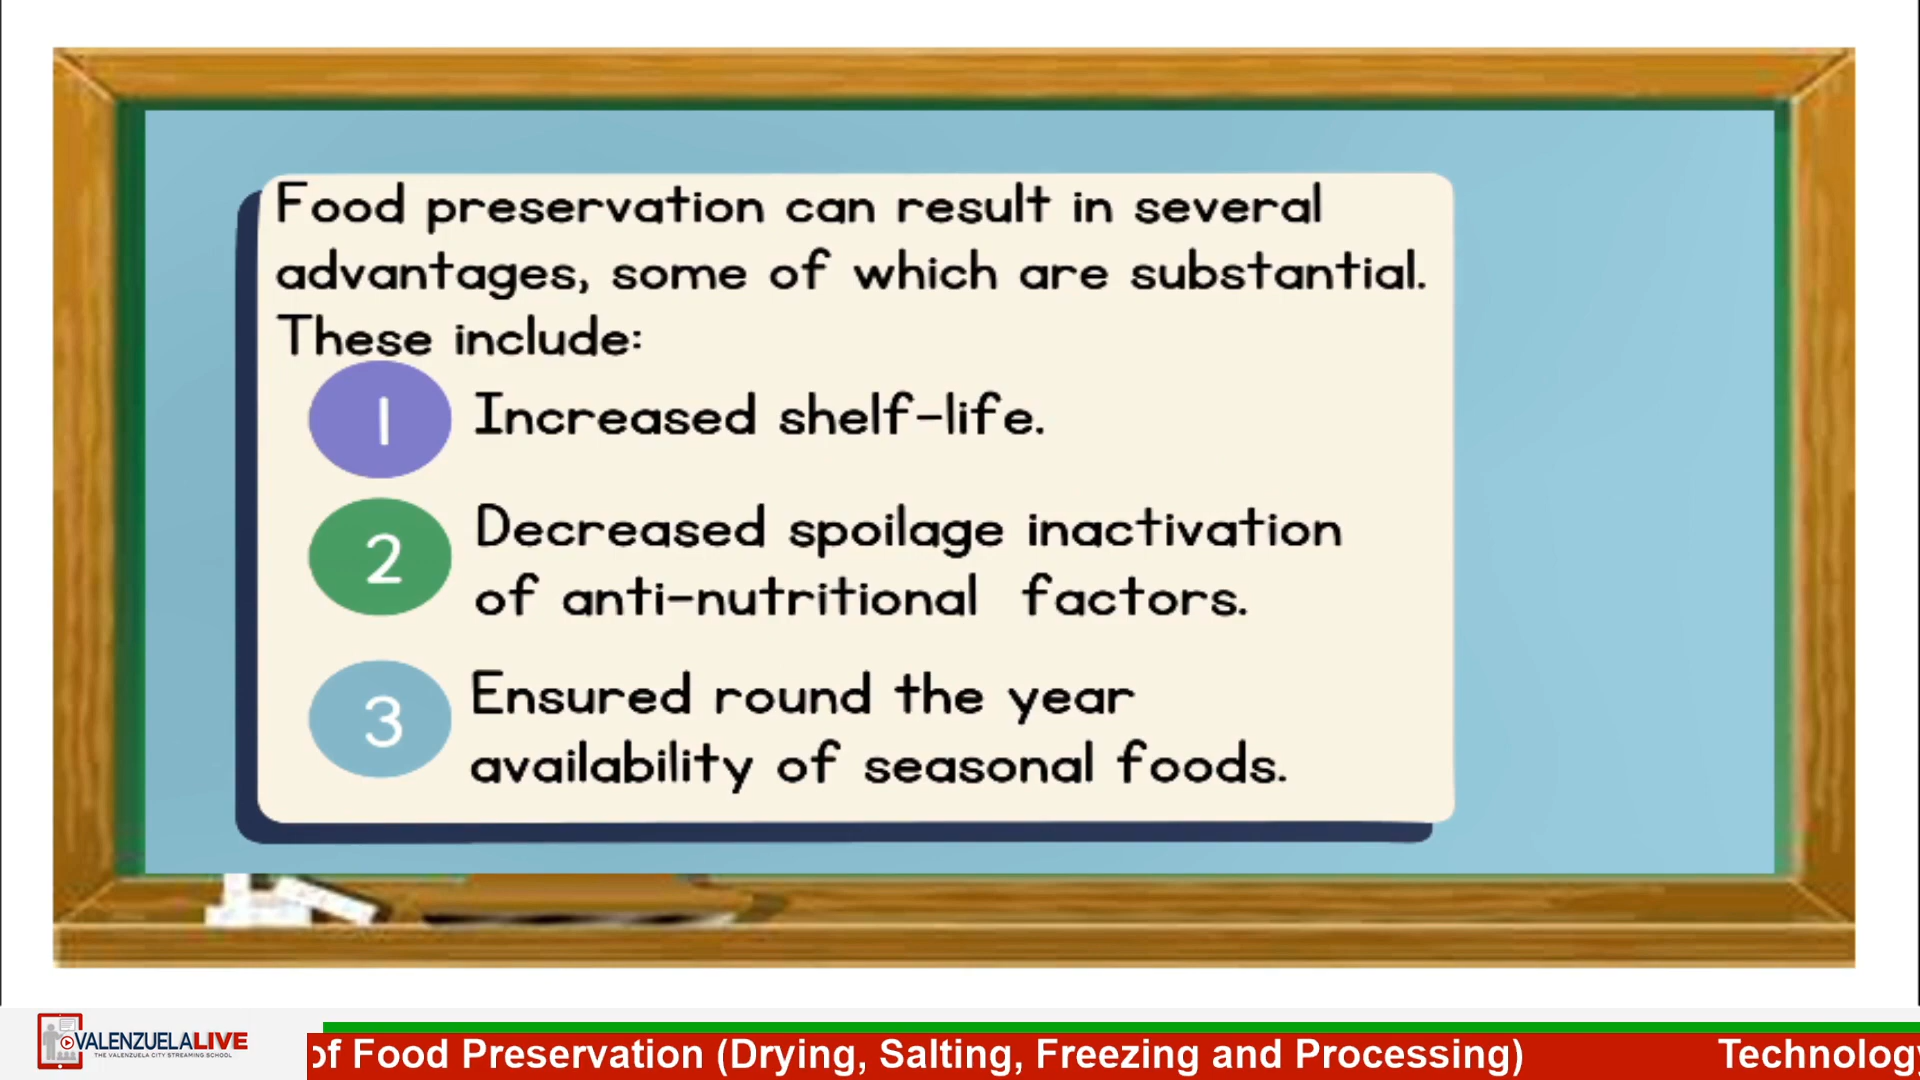 Food preservation can result in several
advantages, some of which are substantial.
These include:
1 Increased shelf-life.
2 Decreased spoilage inactivation
of anti-nutritional factors.
3 Ensured round the year
availability of seasonal foods.
VALENZUELALIVE
THE VALENZUELA CITY STREAMING SCHOOL
of Food Preservation (Drying, Salting, Freezing and Processing) Technology